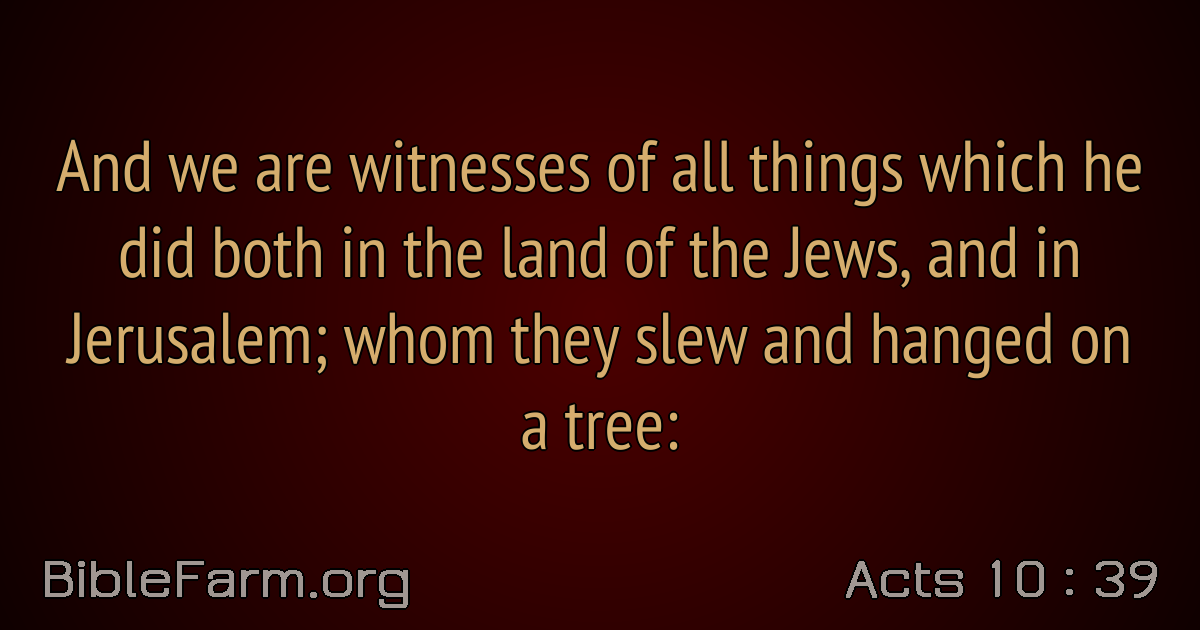 And we are witnesses of all things which he
did both in the land of the Jews, and in
Jerusalem; whom they slew and hanged on
a tree:
BibleFarm.org
Acts 10 : 39